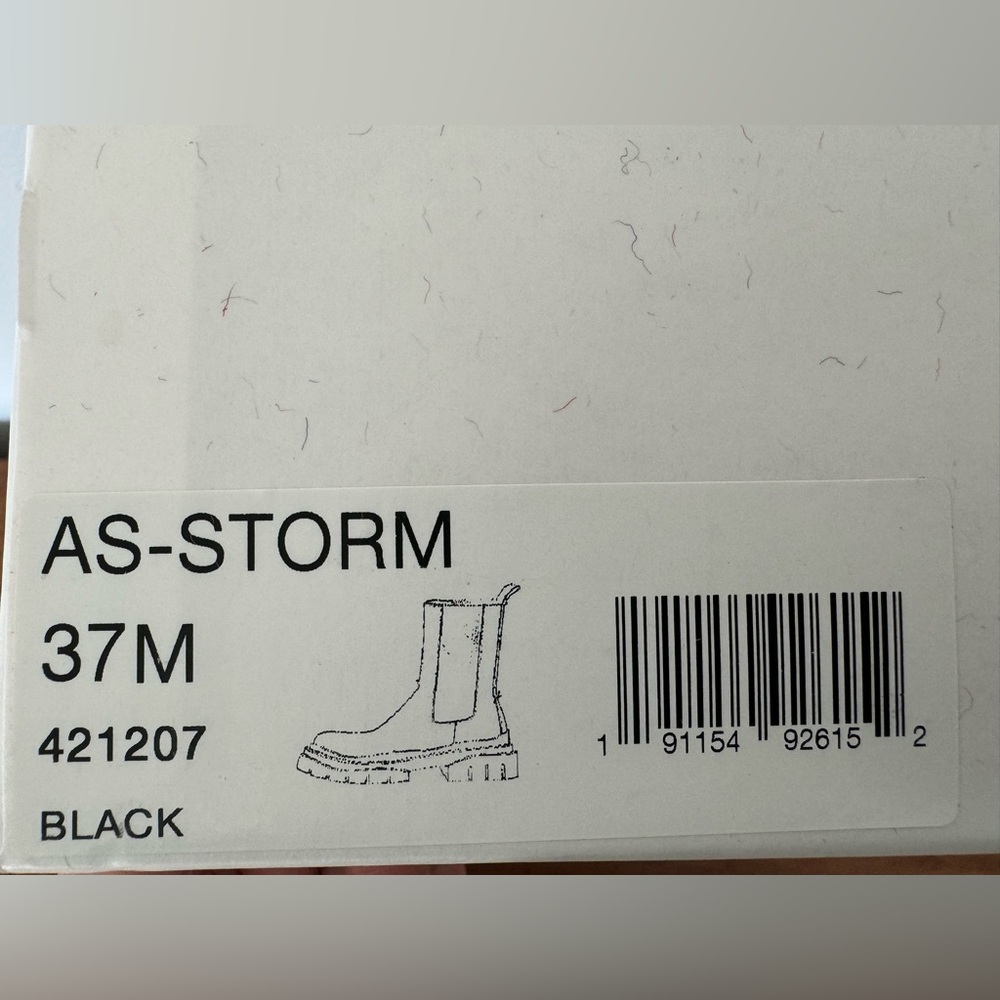 AS-STORM
37M
421207
BLACK
1 91154 92615 2